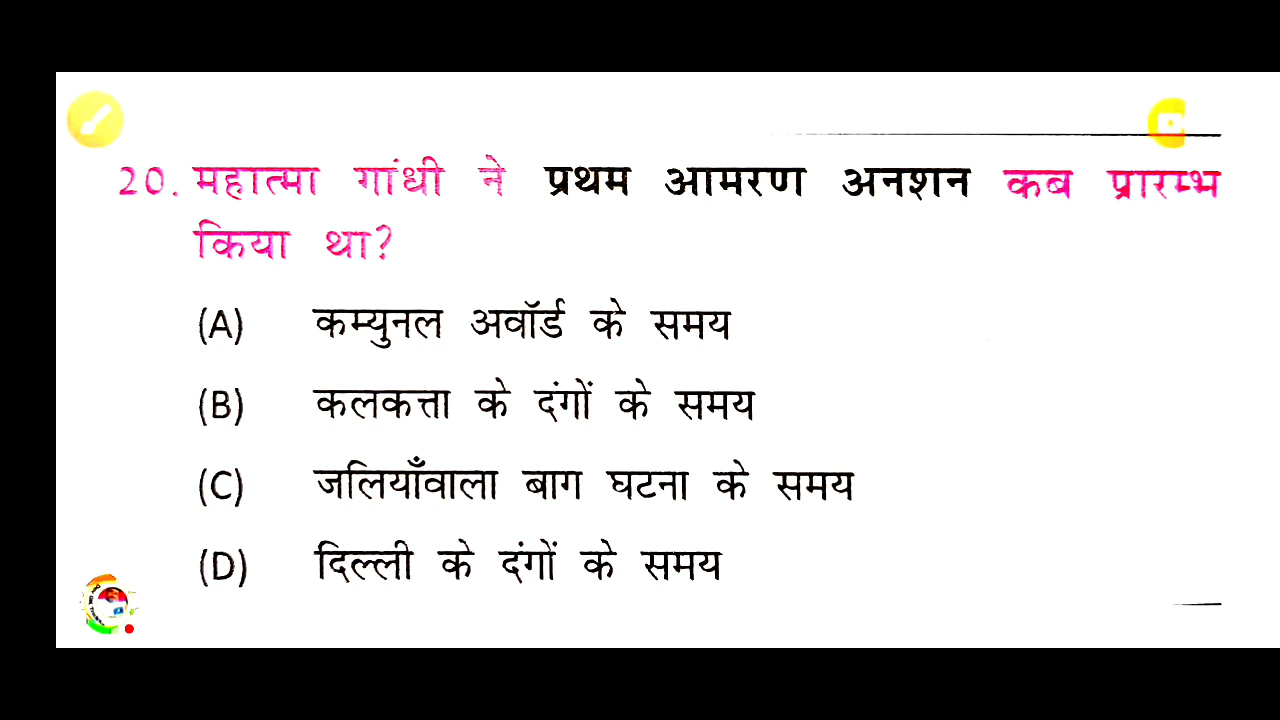 20. महात्मा गांधी ने प्रथम आमरण अनशन कब प्रारम्भ
किया था?
(A) कम्युनल अवॉर्ड के समय
(B) कलकत्ता के दंगों के समय
(C) जलियाँवाला बाग घटना के समय
(D) दिल्ली के दंगों के समय